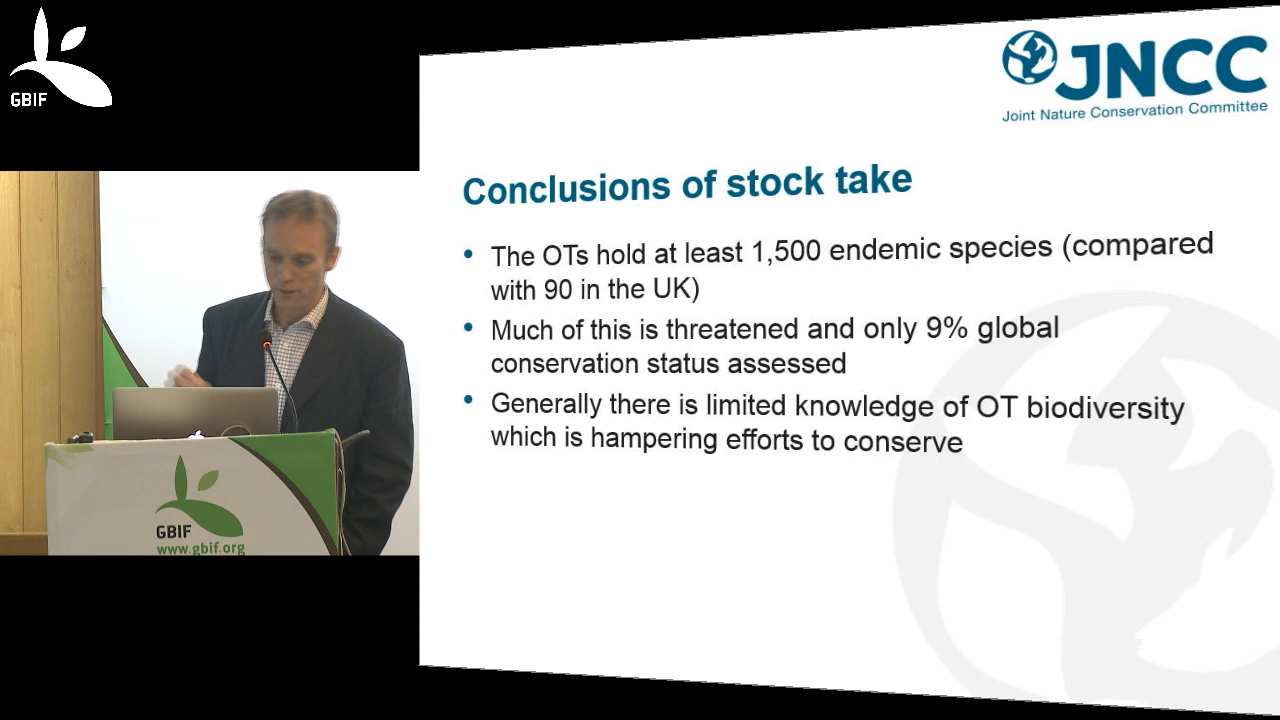 GBIF
JNCC
Joint Nature Conservation Committee
Conclusions of stock take
• The OTs hold at least 1,500 endemic species (compared
with 90 in the UK)
• Much of this is threatened and only 9% global
conservation status assessed
• Generally there is limited knowledge of OT biodiversity
which is hampering efforts to conserve
GBIF
www.gbif.org